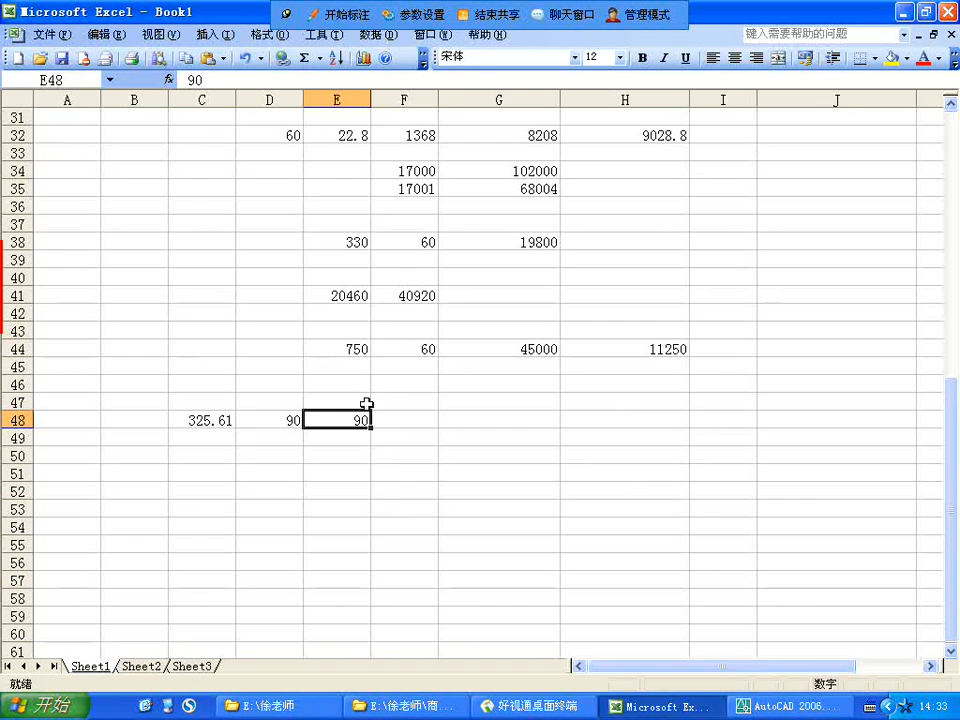 Microsoft Excel - Book1
开始标注 参数设置 结束共享 聊天窗口 管理模式
文件(F) 编辑(E) 视图(V) 插入(I) 格式(O) 工具(T) 数据(D) 窗口(W) 帮助(H) 键入需要帮助的问题
宋体 12 B I U A
E48 fx 90
A B C D E F G H I J
31
32 60 22.8 1368 8208 9028.8
33
34 17000 102000
35 17001 68004
36
37
38 330 60 19800
39
40
41 20460 40920
42
43
44 750 60 45000 11250
45
46
47
48 325.61 90 90
49
50
51
52
53
54
55
56
57
58
59
60
61
Sheet1 Sheet2 Sheet3
就绪 数字
开始 E:\徐老师 E:\徐老师\商... 好视通桌面终端 Microsoft Ex... AutoCAD 2006... 14:33